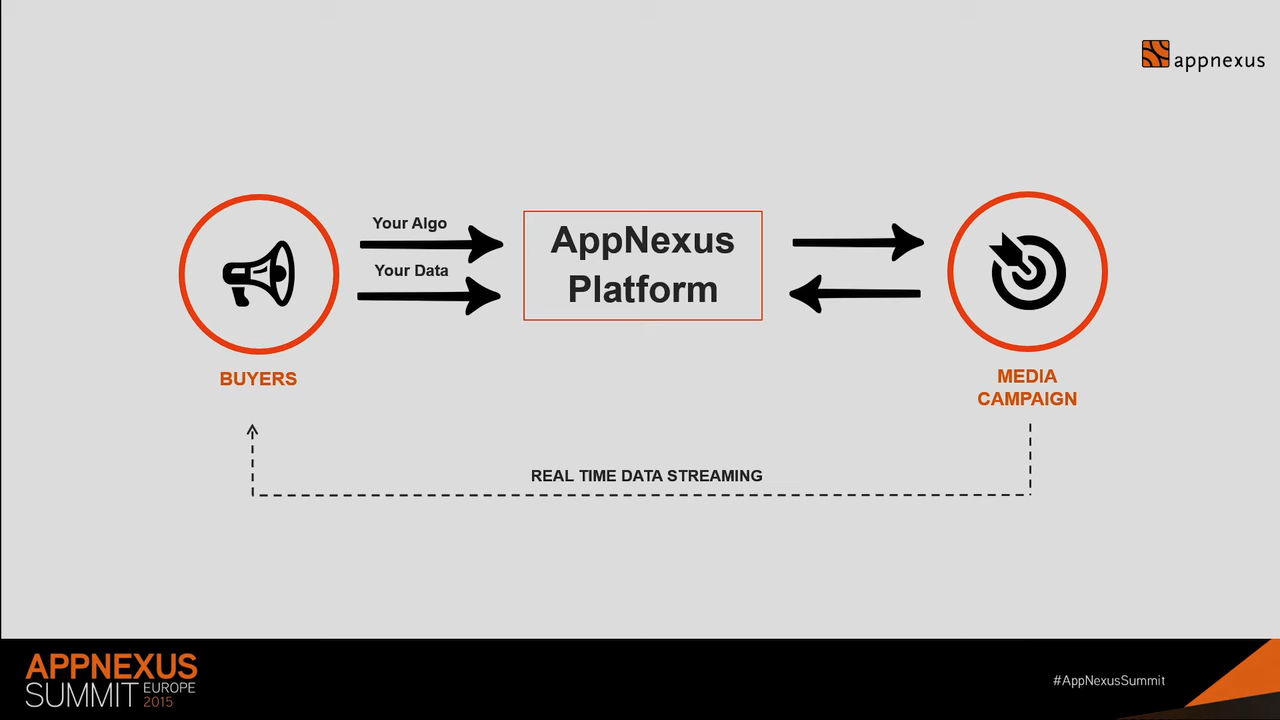 appnexus
Your Algo
Your Data
AppNexus
Platform
BUYERS
MEDIA
CAMPAIGN
REAL TIME DATA STREAMING
APPNEXUS
SUMMIT EUROPE
2015
#AppNexusSummit